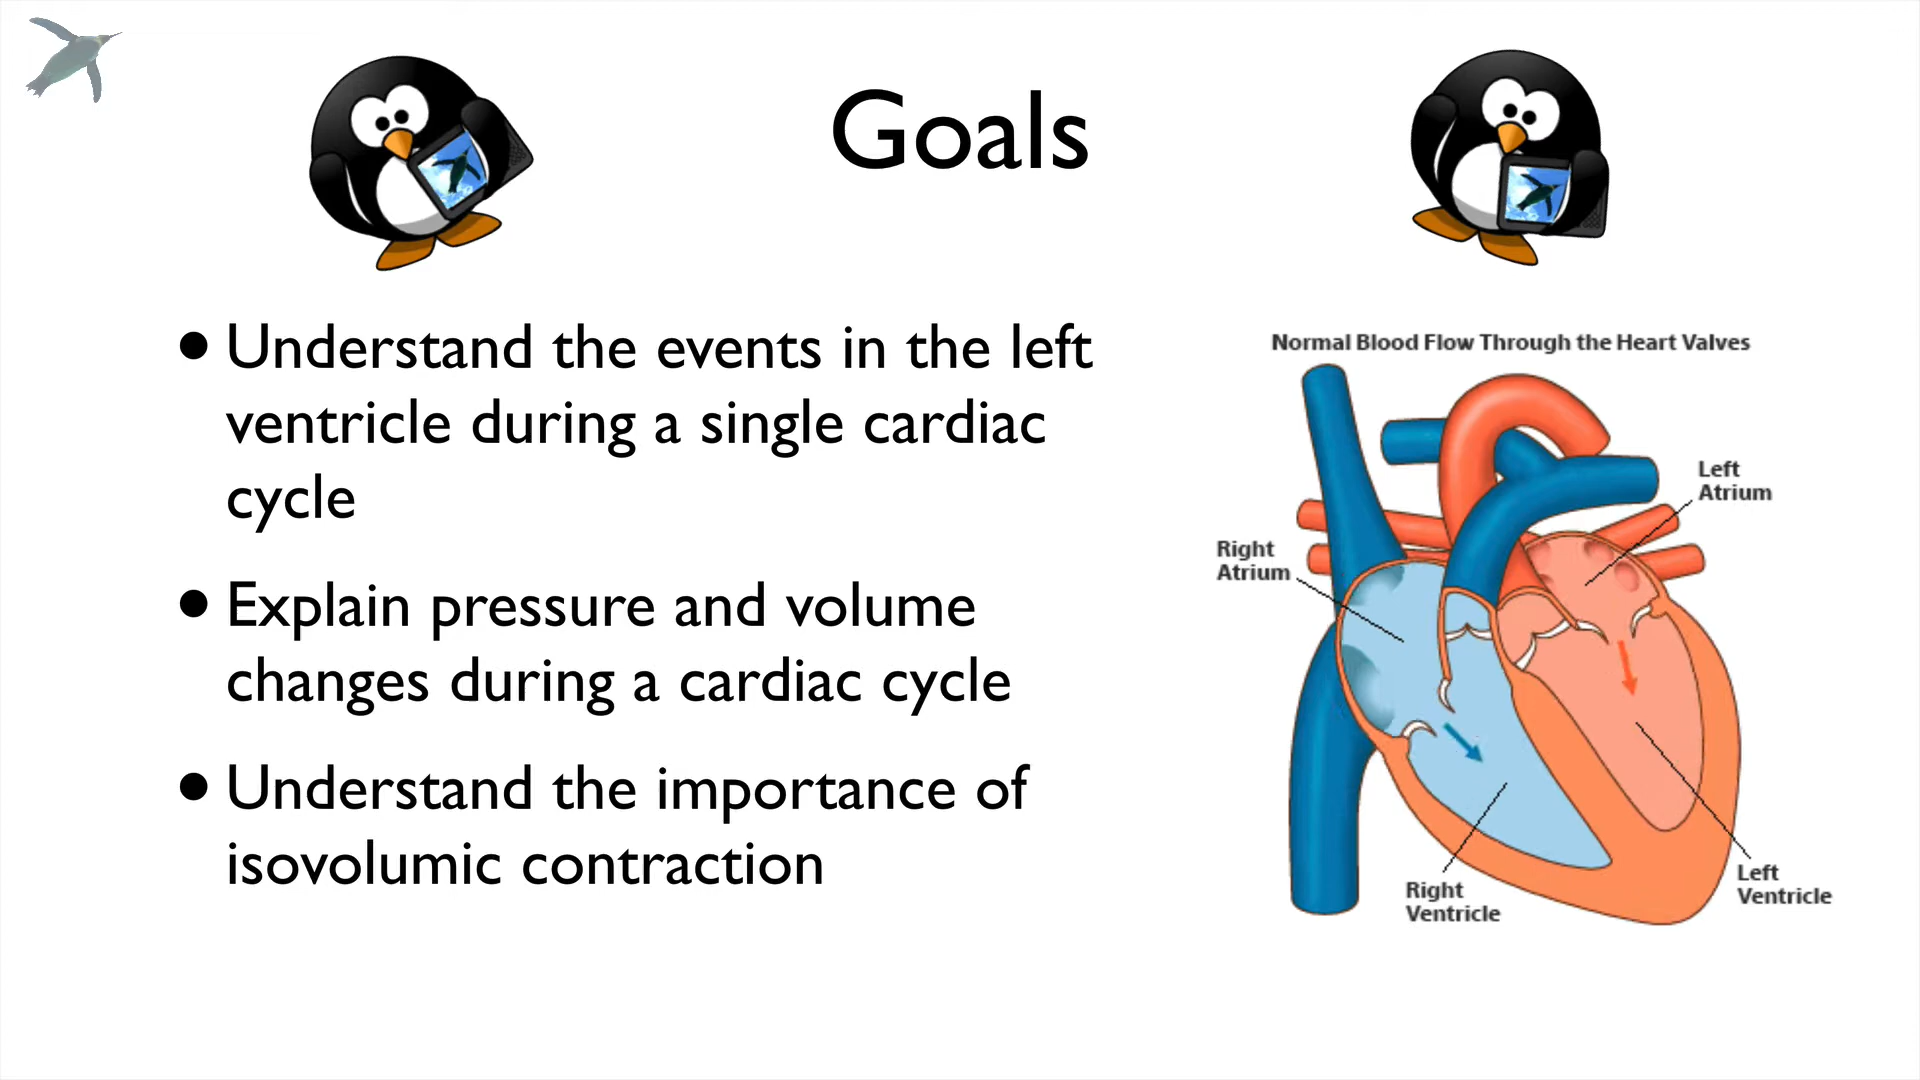 Goals
• Understand the events in the left
ventricle during a single cardiac
cycle
• Explain pressure and volume
changes during a cardiac cycle
• Understand the importance of
isovolumic contraction
Normal Blood Flow Through the Heart Valves
Left
Atrium
Right
Atrium
Left
Ventricle
Right
Ventricle